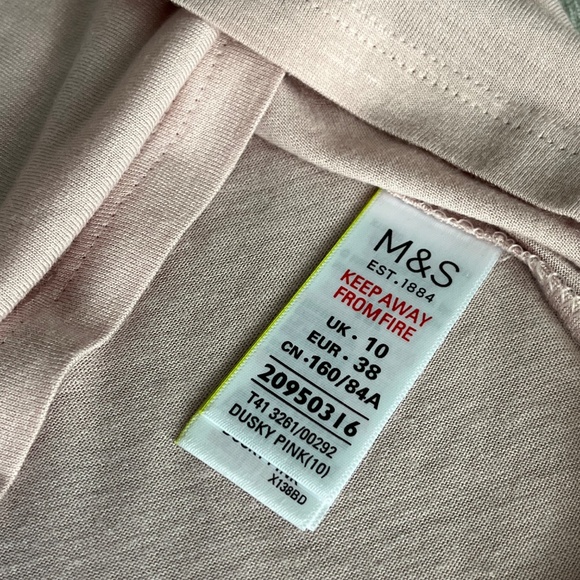 M&S
EST. 1884
KEEP AWAY
FROM FIRE
UK · 10
EUR · 38
CN · 160/84A
20950316
T41 3261/00292
DUSKY PINK(10)
X138BD